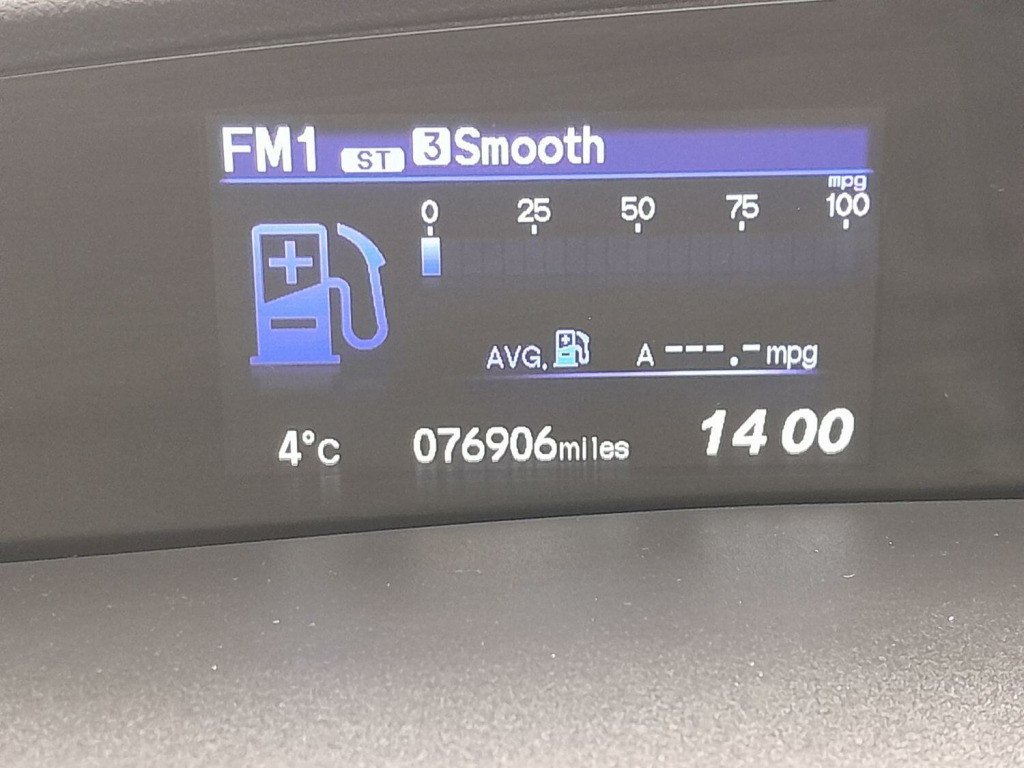 FM1 ST 3 Smooth
mpg
0 25 50 75 100
AVG. A ---.- mpg
4°C 076906miles 14 00